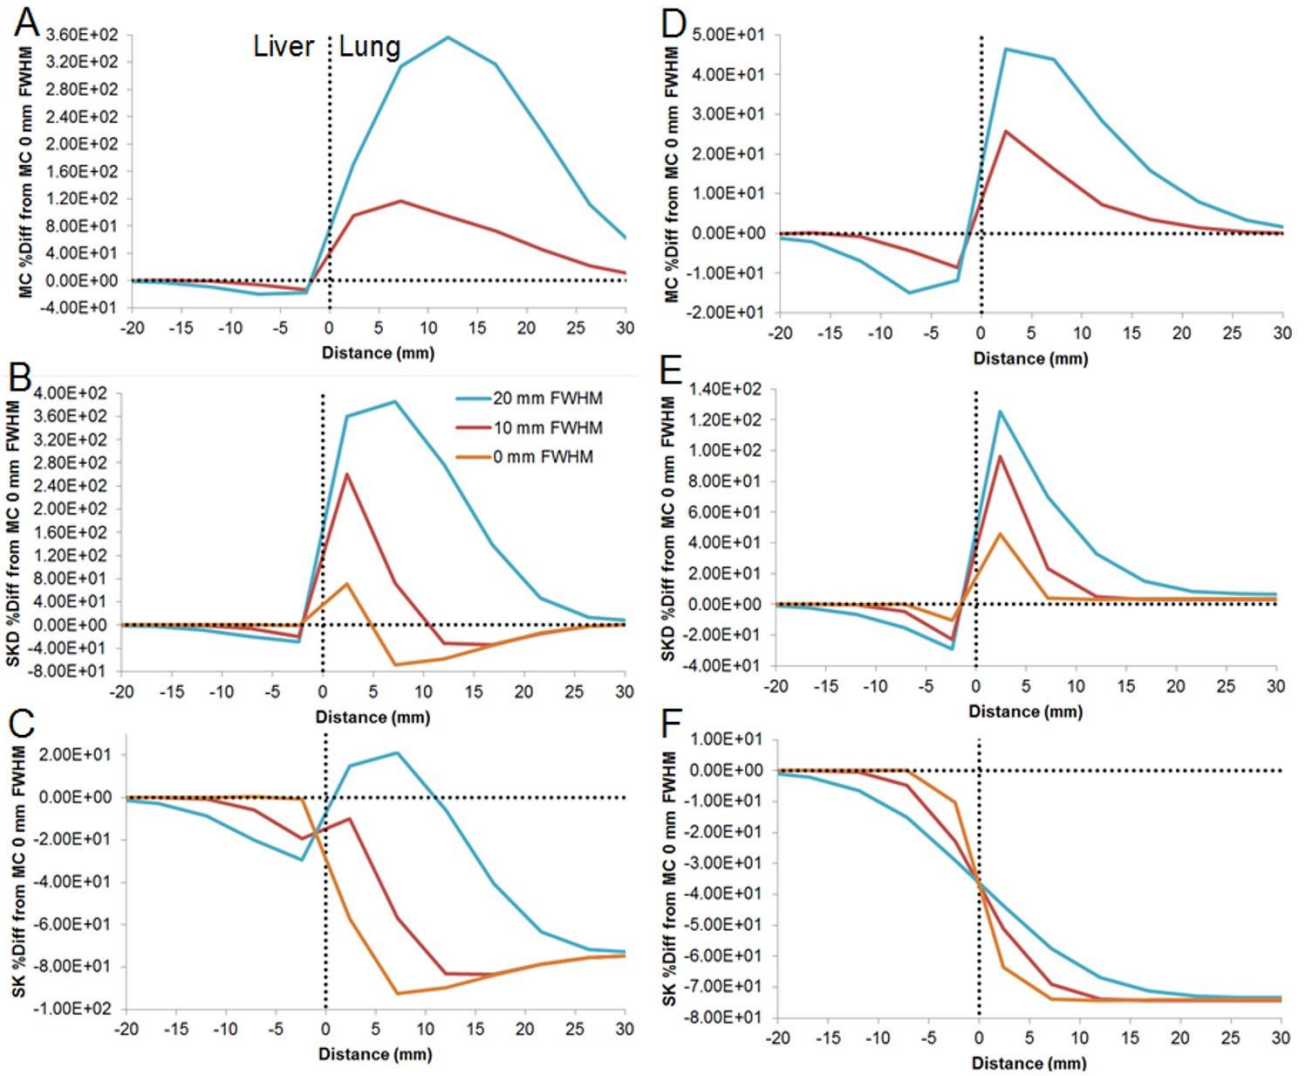 A
Liver Lung
MC %Diff from MC 0 mm FWHM
3.60E+02
3.20E+02
2.80E+02
2.40E+02
2.00E+02
1.60E+02
1.20E+02
8.00E+01
4.00E+01
0.00E+00
-4.00E+01
-20 -15 -10 -5 0 5 10 15 20 25 30
Distance (mm)
D
MC %Diff from MC 0 mm FWHM
5.00E+01
4.00E+01
3.00E+01
2.00E+01
1.00E+01
0.00E+00
-1.00E+01
-2.00E+01
-20 -15 -10 -5 0 5 10 15 20 25 30
Distance (mm)
B
SKD %Diff from MC 0 mm FWHM
4.00E+02
3.60E+02
3.20E+02
2.80E+02
2.40E+02
2.00E+02
1.60E+02
1.20E+02
8.00E+01
4.00E+01
0.00E+00
-4.00E+01
-8.00E+01
20 mm FWHM
10 mm FWHM
0 mm FWHM
-20 -15 -10 -5 0 5 10 15 20 25 30
Distance (mm)
E
SKD %Diff from MC 0 mm FWHM
1.40E+02
1.20E+02
1.00E+02
8.00E+01
6.00E+01
4.00E+01
2.00E+01
0.00E+00
-2.00E+01
-4.00E+01
-20 -15 -10 -5 0 5 10 15 20 25 30
Distance (mm)
C
SK %Diff from MC 0 mm FWHM
2.00E+01
0.00E+00
-2.00E+01
-4.00E+01
-6.00E+01
-8.00E+01
-1.00E+02
-20 -15 -10 -5 0 5 10 15 20 25 30
Distance (mm)
F
SK %Diff from MC 0 mm FWHM
1.00E+01
0.00E+00
-1.00E+01
-2.00E+01
-3.00E+01
-4.00E+01
-5.00E+01
-6.00E+01
-7.00E+01
-8.00E+01
-20 -15 -10 -5 0 5 10 15 20 25 30
Distance (mm)